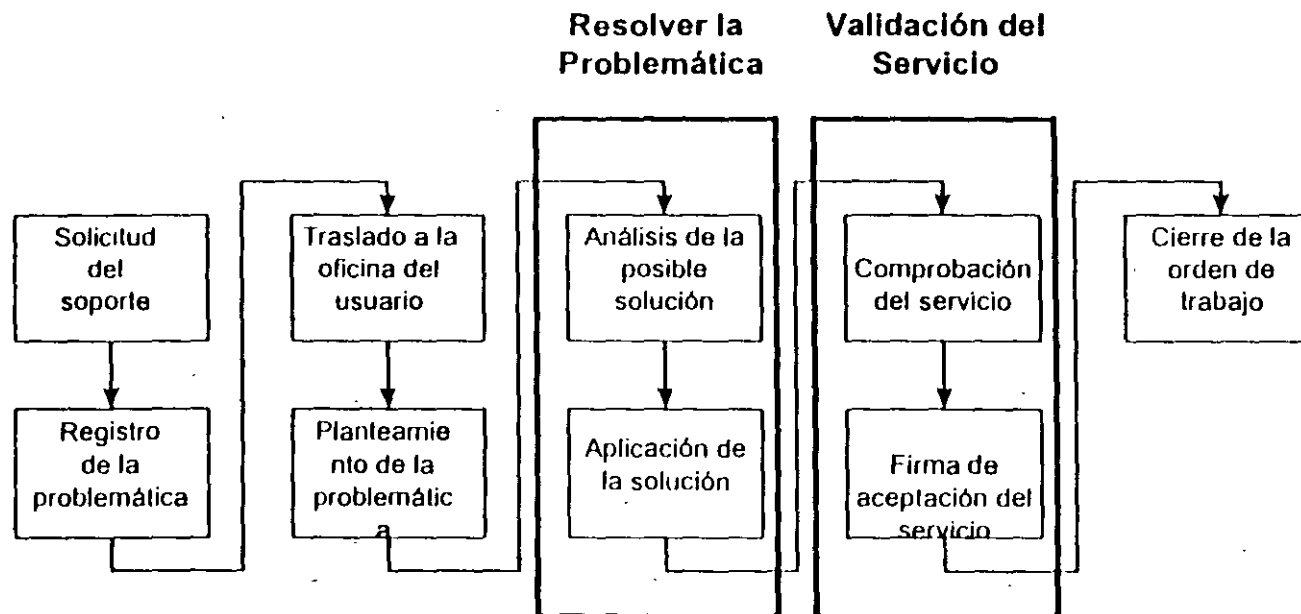 Resolver la
Problemática
Validación del
Servicio
Solicitud
del
soporte
Registro
de la
problemática
Traslado a la
oficina del
usuario
Planteamie
nto de la
problemátic
a
Análisis de la
posible
solución
Aplicación de
la solución
Comprobación
del servicio
Firma de
aceptación del
servicio
Cierre de la
orden de
trabajo